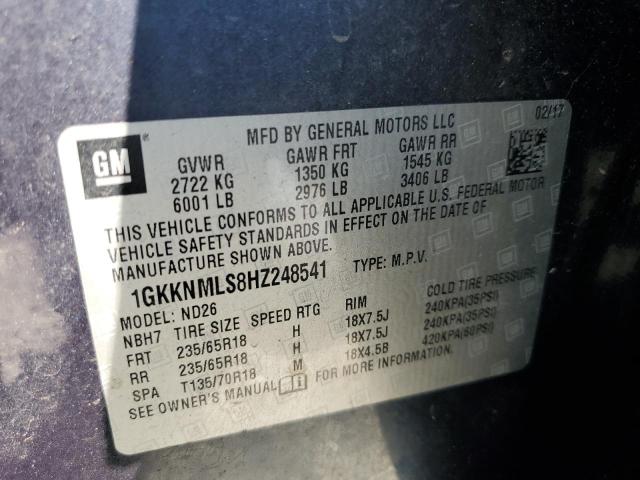 02/17
MFD BY GENERAL MOTORS LLC
GM
GVWR GAWR FRT GAWR RR
2722 KG 1350 KG 1545 KG
6001 LB 2976 LB 3406 LB
THIS VEHICLE CONFORMS TO ALL APPLICABLE U.S. FEDERAL MOTOR
VEHICLE SAFETY STANDARDS IN EFFECT ON THE DATE OF
MANUFACTURE SHOWN ABOVE.
1GKKNMLS8HZ248541 TYPE: M.P.V.
MODEL: ND26
NBH7 TIRE SIZE SPEED RTG RIM COLD TIRE PRESSURE
FRT 235/65R18 H 18X7.5J 240KPA(35PSI)
RR 235/65R18 H 18X7.5J 240KPA(35PSI)
SPA T135/70R18 M 18X4.5B 420KPA(60PSI)
SEE OWNER'S MANUAL FOR MORE INFORMATION.